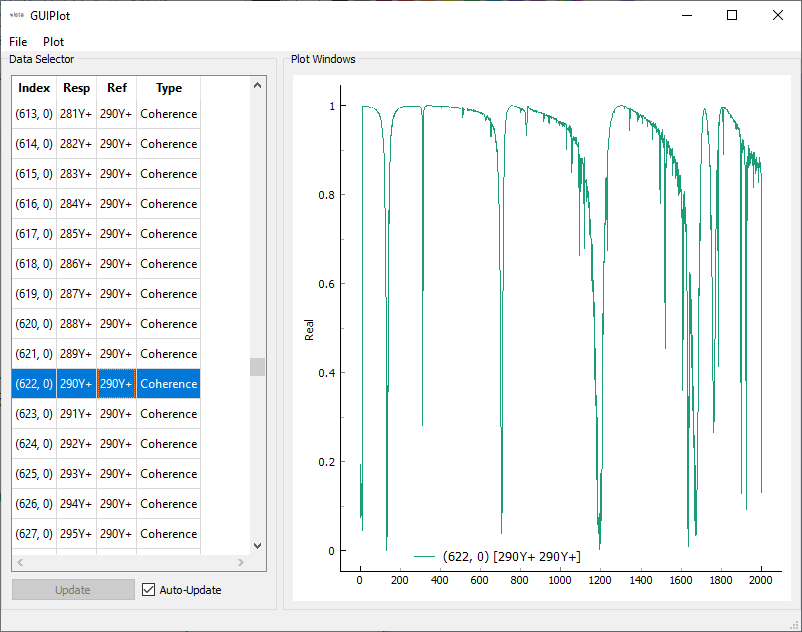 GUIPlot
File Plot
Data Selector
Index Resp Ref Type
(613, 0) 281Y+ 290Y+ Coherence
(614, 0) 282Y+ 290Y+ Coherence
(615, 0) 283Y+ 290Y+ Coherence
(616, 0) 284Y+ 290Y+ Coherence
(617, 0) 285Y+ 290Y+ Coherence
(618, 0) 286Y+ 290Y+ Coherence
(619, 0) 287Y+ 290Y+ Coherence
(620, 0) 288Y+ 290Y+ Coherence
(621, 0) 289Y+ 290Y+ Coherence
(622, 0) 290Y+ 290Y+ Coherence
(623, 0) 291Y+ 290Y+ Coherence
(624, 0) 292Y+ 290Y+ Coherence
(625, 0) 293Y+ 290Y+ Coherence
(626, 0) 294Y+ 290Y+ Coherence
(627, 0) 295Y+ 290Y+ Coherence
Update
Auto-Update
Plot Windows
1
0.8
0.6
0.4
0.2
0
Real
(622, 0) [290Y+ 290Y+]
0 200 400 600 800 1000 1200 1400 1600 1800 2000